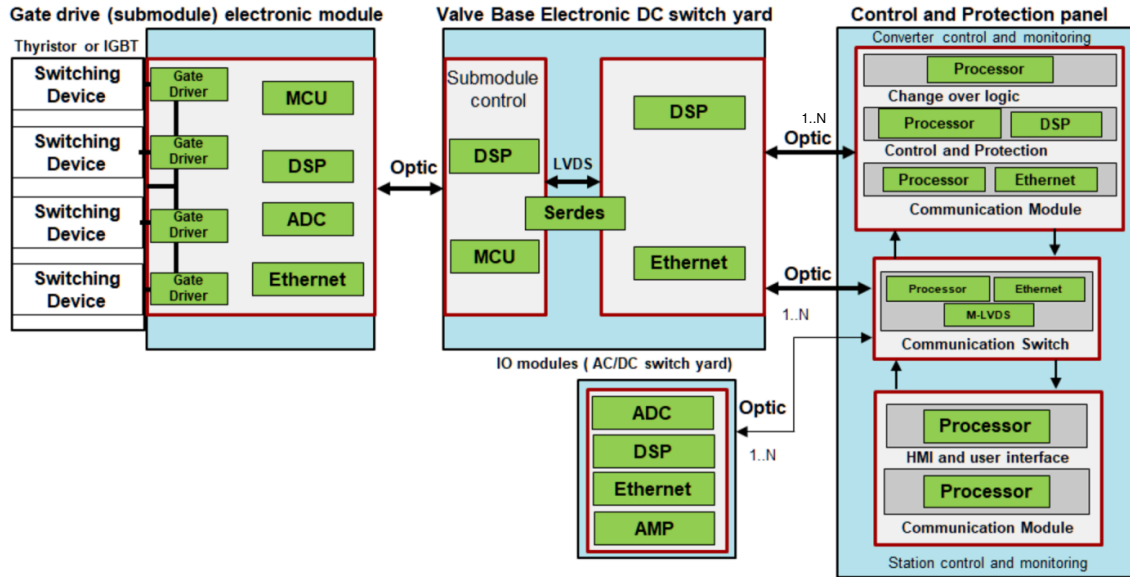 Gate drive (submodule) electronic module
Thyristor or IGBT
Switching
Device
Switching
Device
Switching
Device
Switching
Device
Gate
Driver
Gate
Driver
Gate
Driver
Gate
Driver
MCU
DSP
ADC
Ethernet
Optic
Valve Base Electronic DC switch yard
Submodule
control
DSP
MCU
LVDS
Serdes
DSP
Ethernet
1..N
Optic
Optic
1..N
IO modules ( AC/DC switch yard)
ADC
DSP
Ethernet
AMP
Optic
1..N
Control and Protection panel
Converter control and monitoring
Processor
Change over logic
Processor
DSP
Control and Protection
Processor
Ethernet
Communication Module
Processor
Ethernet
M-LVDS
Communication Switch
Processor
HMI and user interface
Processor
Communication Module
Station control and monitoring